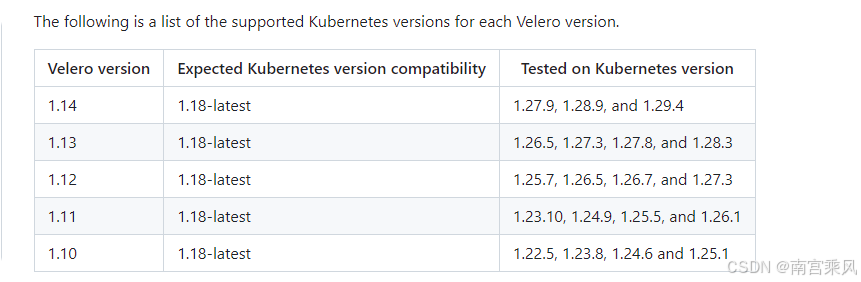 The following is a list of the supported Kubernetes versions for each Velero version.
Velero version Expected Kubernetes version compatibility Tested on Kubernetes version
1.14 1.18-latest 1.27.9, 1.28.9, and 1.29.4
1.13 1.18-latest 1.26.5, 1.27.3, 1.27.8, and 1.28.3
1.12 1.18-latest 1.25.7, 1.26.5, 1.26.7, and 1.27.3
1.11 1.18-latest 1.23.10, 1.24.9, 1.25.5, and 1.26.1
1.10 1.18-latest 1.22.5, 1.23.8, 1.24.6 and 1.25.1
CSDN @南宫乘风